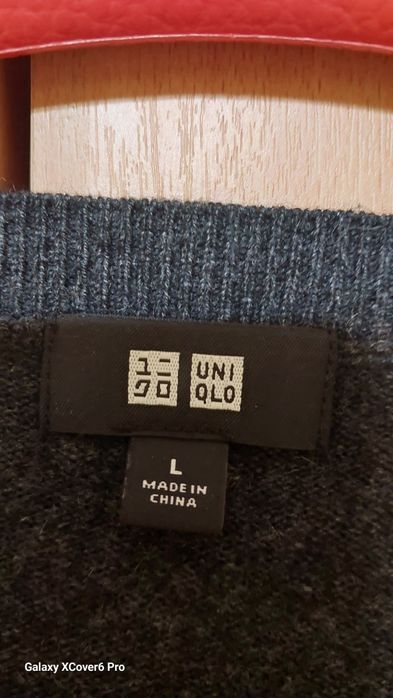 ユニ
クロ
UNI
QLO
L
MADE IN
CHINA
Galaxy XCover6 Pro